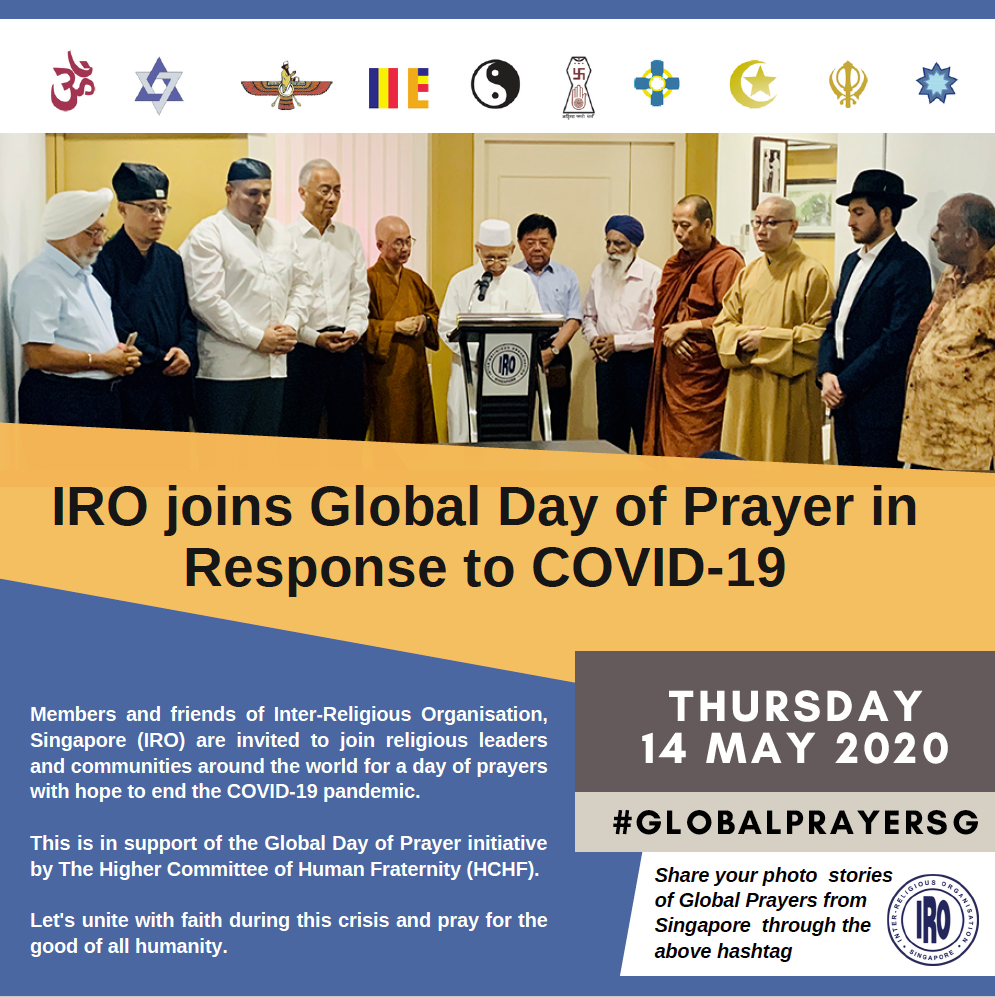 IRO
IRO joins Global Day of Prayer in
Response to COVID-19
Members and friends of Inter-Religious Organisation,
Singapore (IRO) are invited to join religious leaders
and communities around the world for a day of prayers
with hope to end the COVID-19 pandemic.
This is in support of the Global Day of Prayer initiative
by The Higher Committee of Human Fraternity (HCHF).
Let's unite with faith during this crisis and pray for the
good of all humanity.
THURSDAY
14 MAY 2020
#GLOBALPRAYERSG
Share your photo stories
of Global Prayers from
Singapore through the
above hashtag
INTER-RELIGIOUS ORGANISATION
IRO
SINGAPORE